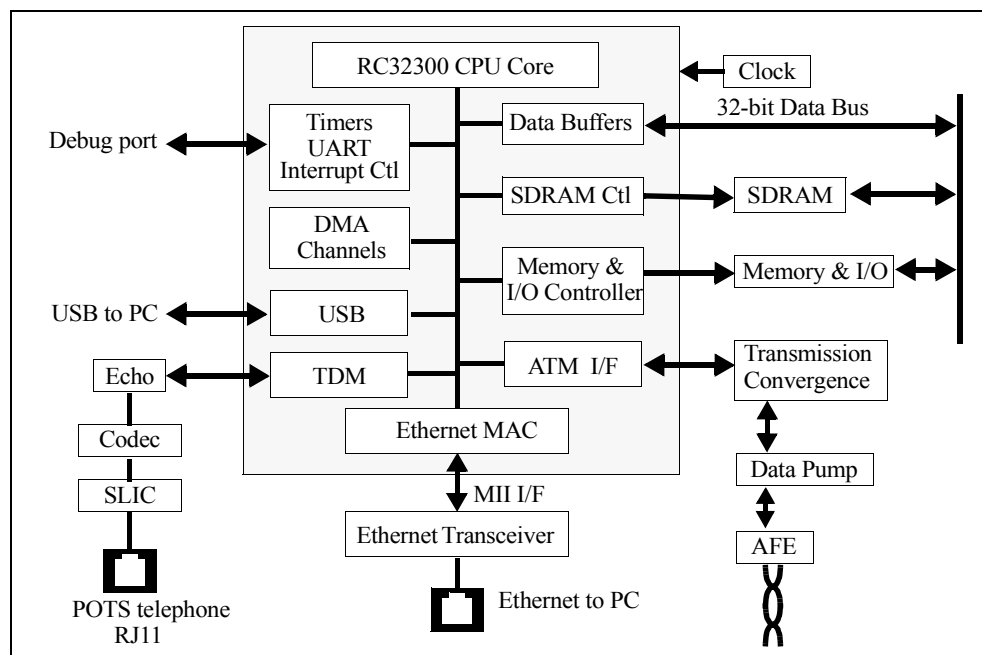 RC32300 CPU Core
Clock
32-bit Data Bus
Debug port
Timers
UART
Interrupt Ctl
Data Buffers
SDRAM Ctl
SDRAM
DMA
Channels
Memory &
I/O Controller
Memory & I/O
USB to PC
USB
Echo
TDM
ATM I/F
Transmission
Convergence
Codec
Ethernet MAC
Data Pump
SLIC
MII I/F
Ethernet Transceiver
AFE
POTS telephone
RJ11
Ethernet to PC